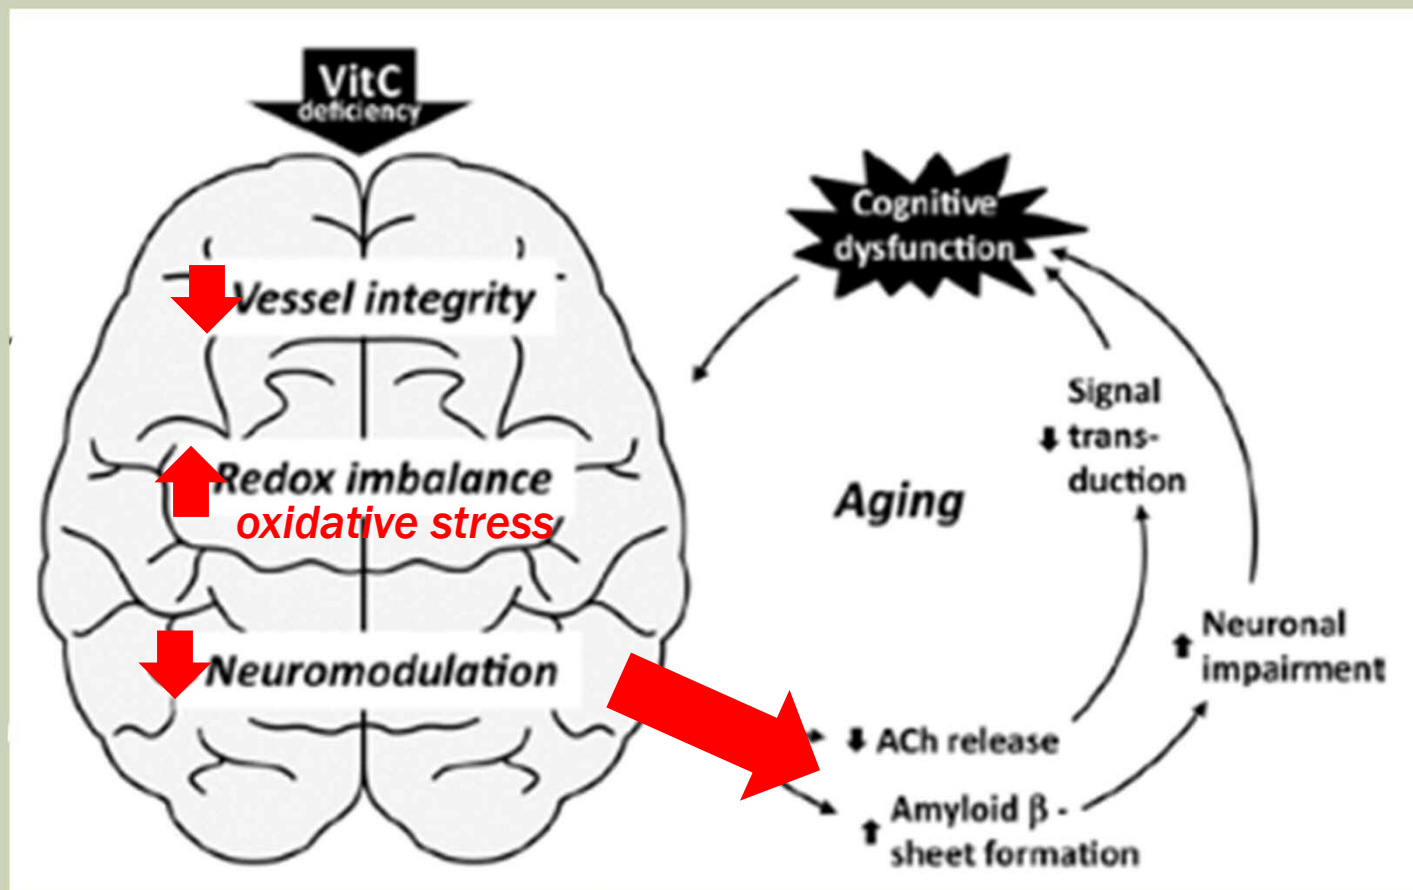 VitC
deficiency
Vessel integrity
Redox imbalance
oxidative stress
Neuromodulation
Cognitive
dysfunction
Signal
trans-
duction
Aging
Neuronal
impairment
ACh release
Amyloid β -
sheet formation